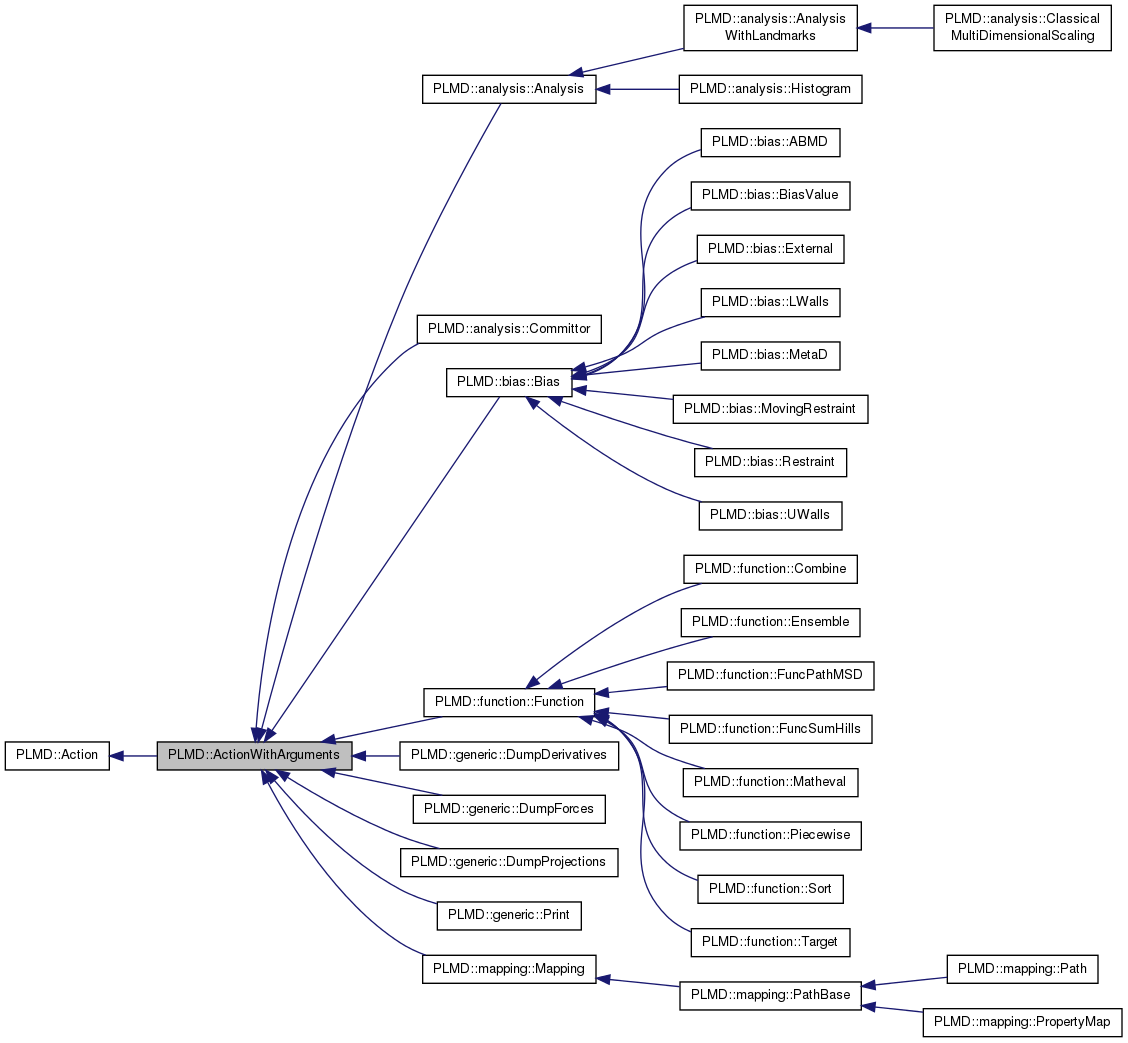 PLMD::analysis::Analysis
WithLandmarks
PLMD::analysis::Classical
MultiDimensionalScaling
PLMD::analysis::Analysis
PLMD::analysis::Histogram
PLMD::bias::ABMD
PLMD::bias::BiasValue
PLMD::bias::External
PLMD::bias::LWalls
PLMD::analysis::Committor
PLMD::bias::MetaD
PLMD::bias::Bias
PLMD::bias::MovingRestraint
PLMD::bias::Restraint
PLMD::bias::UWalls
PLMD::function::Combine
PLMD::function::Ensemble
PLMD::function::FuncPathMSD
PLMD::function::Function
PLMD::function::FuncSumHills
PLMD::Action
PLMD::ActionWithArguments
PLMD::generic::DumpDerivatives
PLMD::function::Matheval
PLMD::generic::DumpForces
PLMD::function::Piecewise
PLMD::generic::DumpProjections
PLMD::function::Sort
PLMD::generic::Print
PLMD::function::Target
PLMD::mapping::Mapping
PLMD::mapping::Path
PLMD::mapping::PathBase
PLMD::mapping::PropertyMap